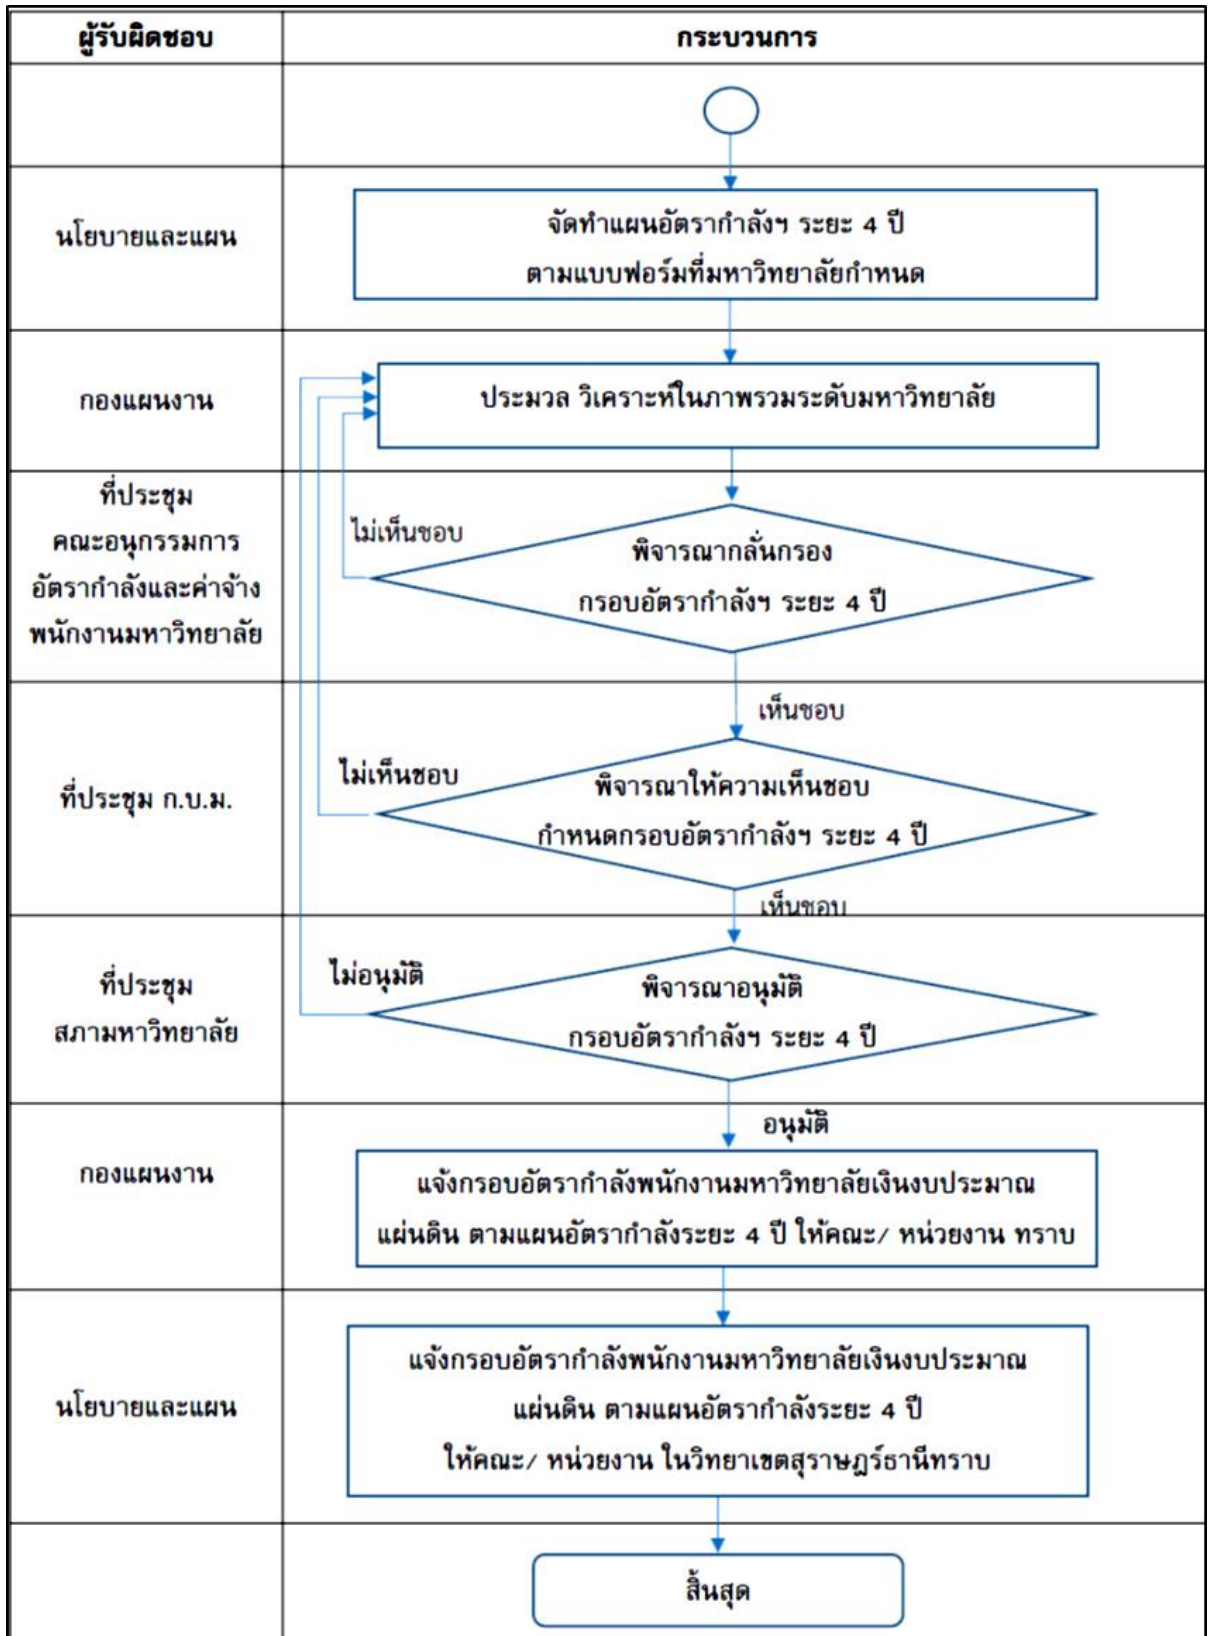 ผู้รับผิดชอบ
กระบวนการ
นโยบายและแผน
จัดทำแผนอัตรากำลังฯ ระยะ 4 ปี
ตามแบบฟอร์มที่มหาวิทยาลัยกำหนด
กองแผนงาน
ประมวล วิเคราะห์ในภาพรวมระดับมหาวิทยาลัย
ที่ประชุม
คณะอนุกรรมการ
อัตรากำลังและค่าจ้าง
พนักงานมหาวิทยาลัย
ไม่เห็นชอบ
พิจารณากลั่นกรอง
กรอบอัตรากำลังฯ ระยะ 4 ปี
เห็นชอบ
ที่ประชุม ก.บ.ม.
ไม่เห็นชอบ
พิจารณาให้ความเห็นชอบ
กำหนดกรอบอัตรากำลังฯ ระยะ 4 ปี
เห็นชอบ
ที่ประชุม
สภามหาวิทยาลัย
ไม่อนุมัติ
พิจารณาอนุมัติ
กรอบอัตรากำลังฯ ระยะ 4 ปี
อนุมัติ
กองแผนงาน
แจ้งกรอบอัตรากำลังพนักงานมหาวิทยาลัยเงินงบประมาณ
แผ่นดิน ตามแผนอัตรากำลังระยะ 4 ปี ให้คณะ/ หน่วยงาน ทราบ
นโยบายและแผน
แจ้งกรอบอัตรากำลังพนักงานมหาวิทยาลัยเงินงบประมาณ
แผ่นดิน ตามแผนอัตรากำลังระยะ 4 ปี
ให้คณะ/ หน่วยงาน ในวิทยาเขตสุราษฎร์ธานีทราบ
สิ้นสุด